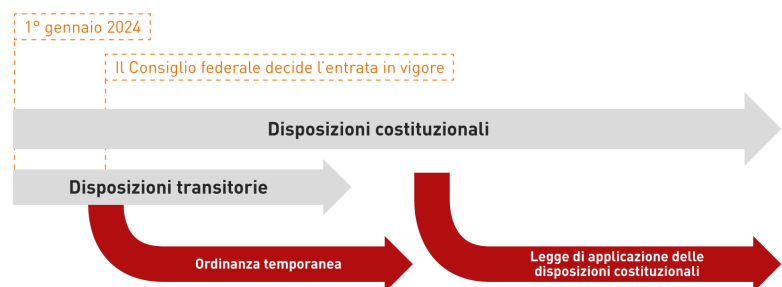 1° gennaio 2024
Il Consiglio federale decide l'entrata in vigore
Disposizioni costituzionali
Disposizioni transitorie
Ordinanza temporanea
Legge di applicazione delle
disposizioni costituzionali